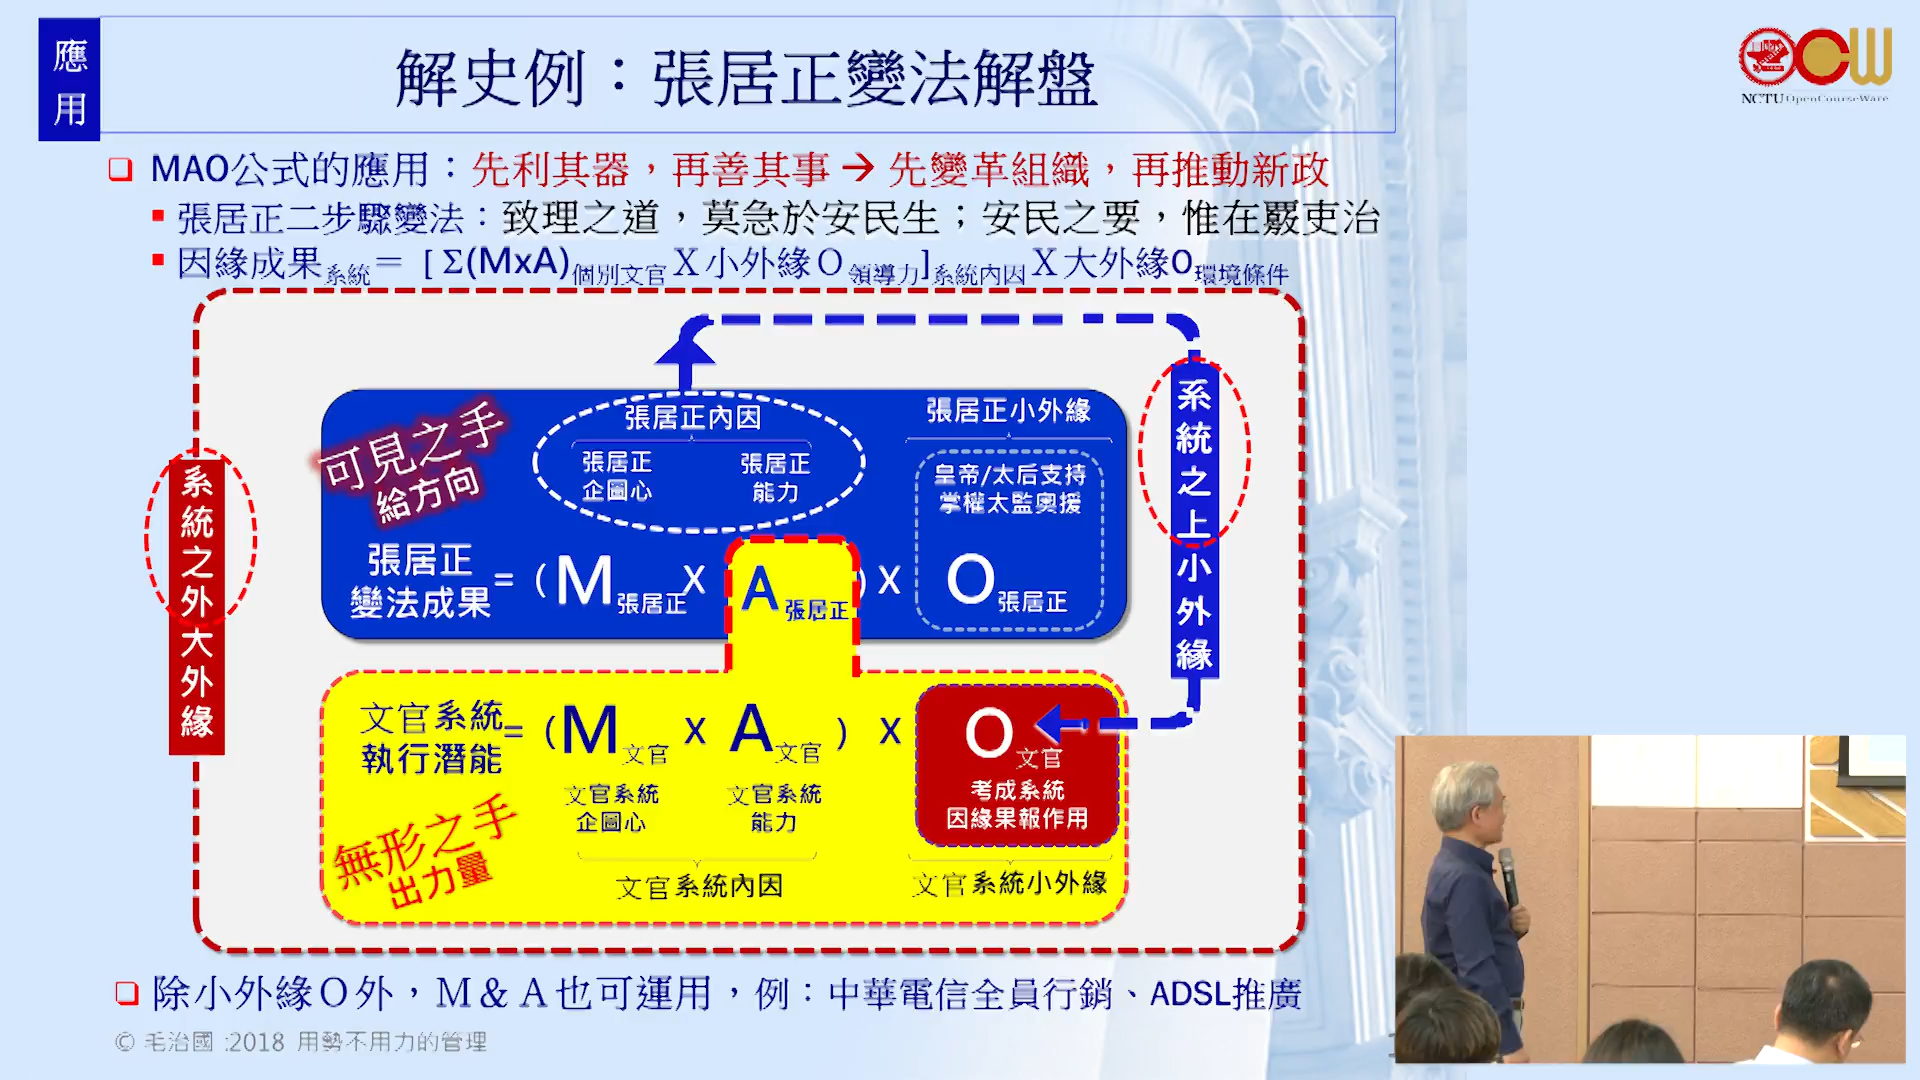 應用
解史例：張居正變法解盤
NCTU OpenCourseWare
MAO公式的應用：先利其器，再善其事 → 先變革組織，再推動新政
張居正二步驟變法：致理之道，莫急於安民生；安民之要，惟在覈吏治
因緣成果系統＝ [ Σ(MxA)個別文官 X 小外緣 O 領導力]系統內因 X 大外緣O環境條件
系統之外大外緣
系統之上小外緣
可見之手
給方向
張居正內因
張居正 企圖心
張居正 能力
張居正小外緣
皇帝/太后支持
掌權太監奧援
張居正變法成果 = ( M張居正 X A張居正 ) X O張居正
文官系統執行潛能 = ( M文官 X A文官 ) X O文官
考成系統
因緣果報作用
文官系統 企圖心
文官系統 能力
無形之手
出力量
文官系統內因
文官系統小外緣
除小外緣O外，M & A也可運用，例：中華電信全員行銷、ADSL推廣
© 毛治國 :2018 用勢不用力的管理